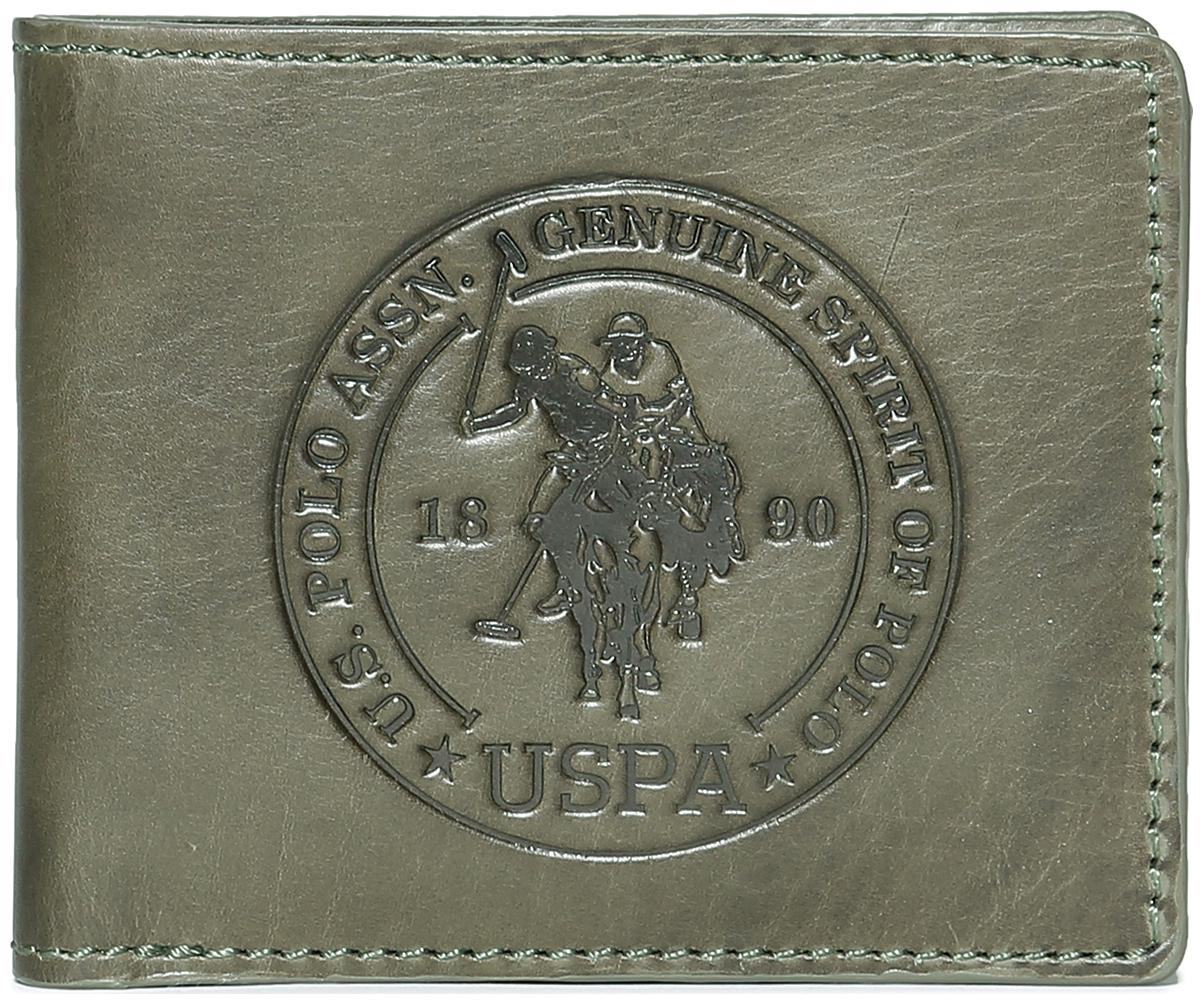 U.S. POLO ASSN. GENUINE SPIRIT OF POLO
18 90
USPA